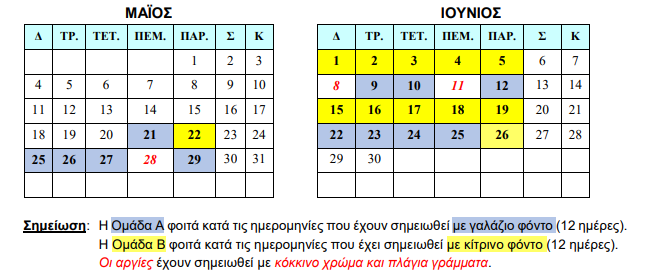 ΜΑΪΟΣ
Δ ΤΡ. ΤΕΤ. ΠΕΜ. ΠΑΡ. Σ Κ
1 2 3
4 5 6 7 8 9 10
11 12 13 14 15 16 17
18 19 20 21 22 23 24
25 26 27 28 29 30 31
ΙΟΥΝΙΟΣ
Δ ΤΡ. ΤΕΤ. ΠΕΜ. ΠΑΡ. Σ Κ
1 2 3 4 5 6 7
8 9 10 11 12 13 14
15 16 17 18 19 20 21
22 23 24 25 26 27 28
29 30
Σημείωση: Η Ομάδα Α φοιτά κατά τις ημερομηνίες που έχουν σημειωθεί με γαλάζιο φόντο (12 ημέρες).
Η Ομάδα Β φοιτά κατά τις ημερομηνίες που έχει σημειωθεί με κίτρινο φόντο (12 ημέρες).
Οι αργίες έχουν σημειωθεί με κόκκινο χρώμα και πλάγια γράμματα.